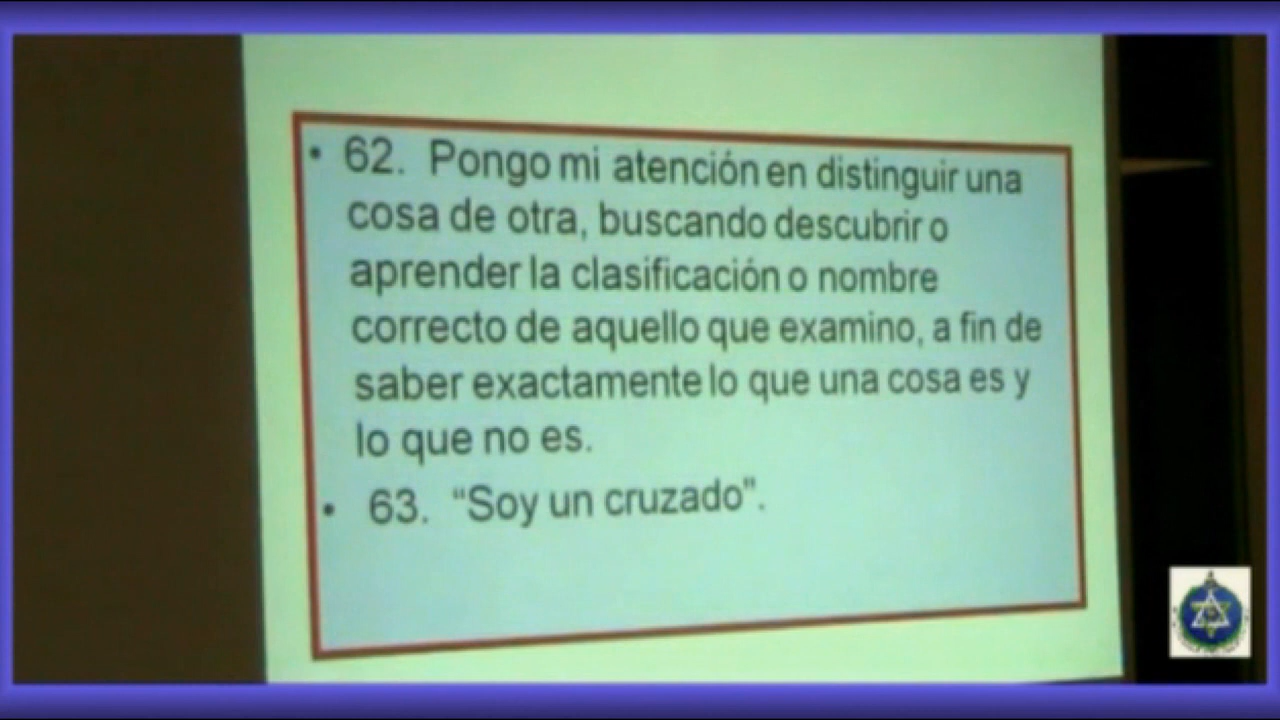 • 62. Pongo mi atención en distinguir una
cosa de otra, buscando descubrir o
aprender la clasificación o nombre
correcto de aquello que examino, a fin de
saber exactamente lo que una cosa es y
lo que no es.
• 63. “Soy un cruzado”.